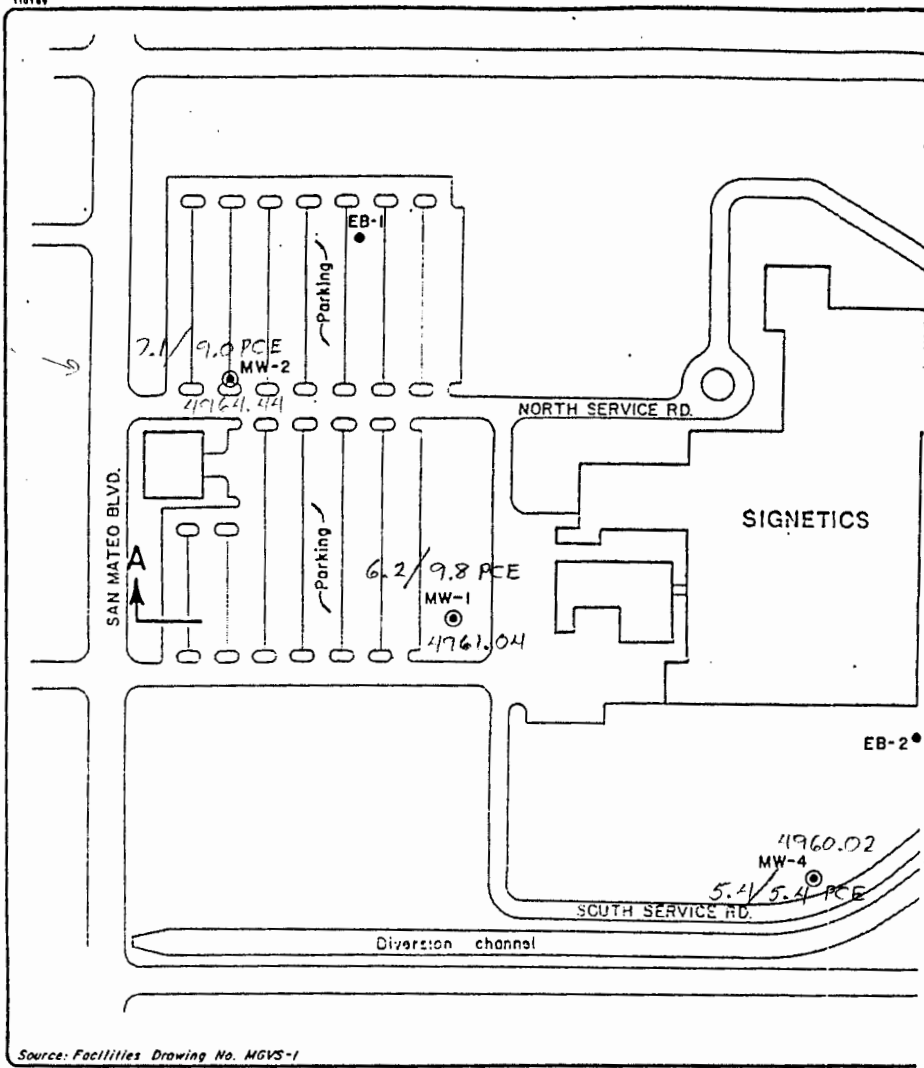 EB-1
Parking
7.1/9.0 PCE
MW-2
4964.44
NORTH SERVICE RD.
SAN MATEO BLVD.
SIGNETICS
A
Parking
6.2/9.8 PCE
MW-1
4961.04
EB-2
4960.02
MW-4
5.4/5.4 PCE
SOUTH SERVICE RD.
Diversion channel
Source: Facilities Drawing No. MGVS-1